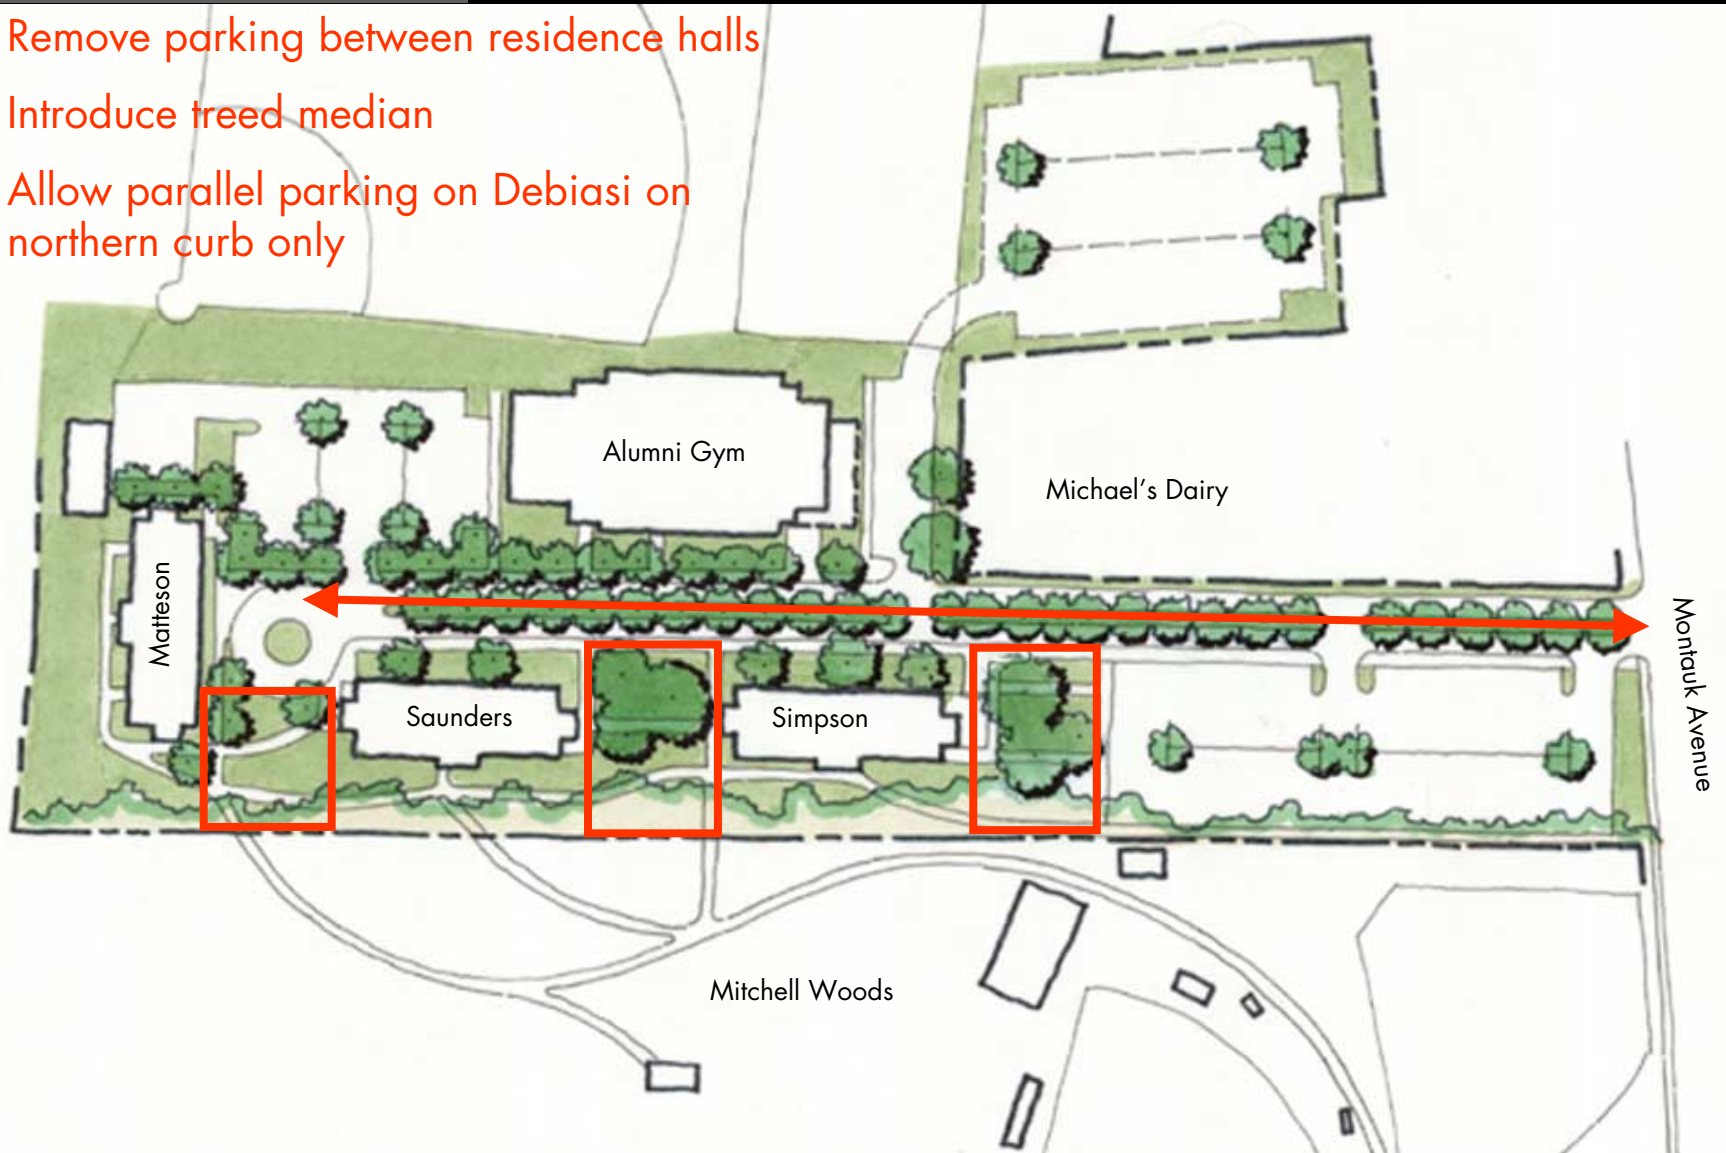 Remove parking between residence halls
Introduce treed median
Allow parallel parking on Debiasi on
northern curb only
Alumni Gym
Michael's Dairy
Matteson
Saunders
Simpson
Montauk Avenue
Mitchell Woods